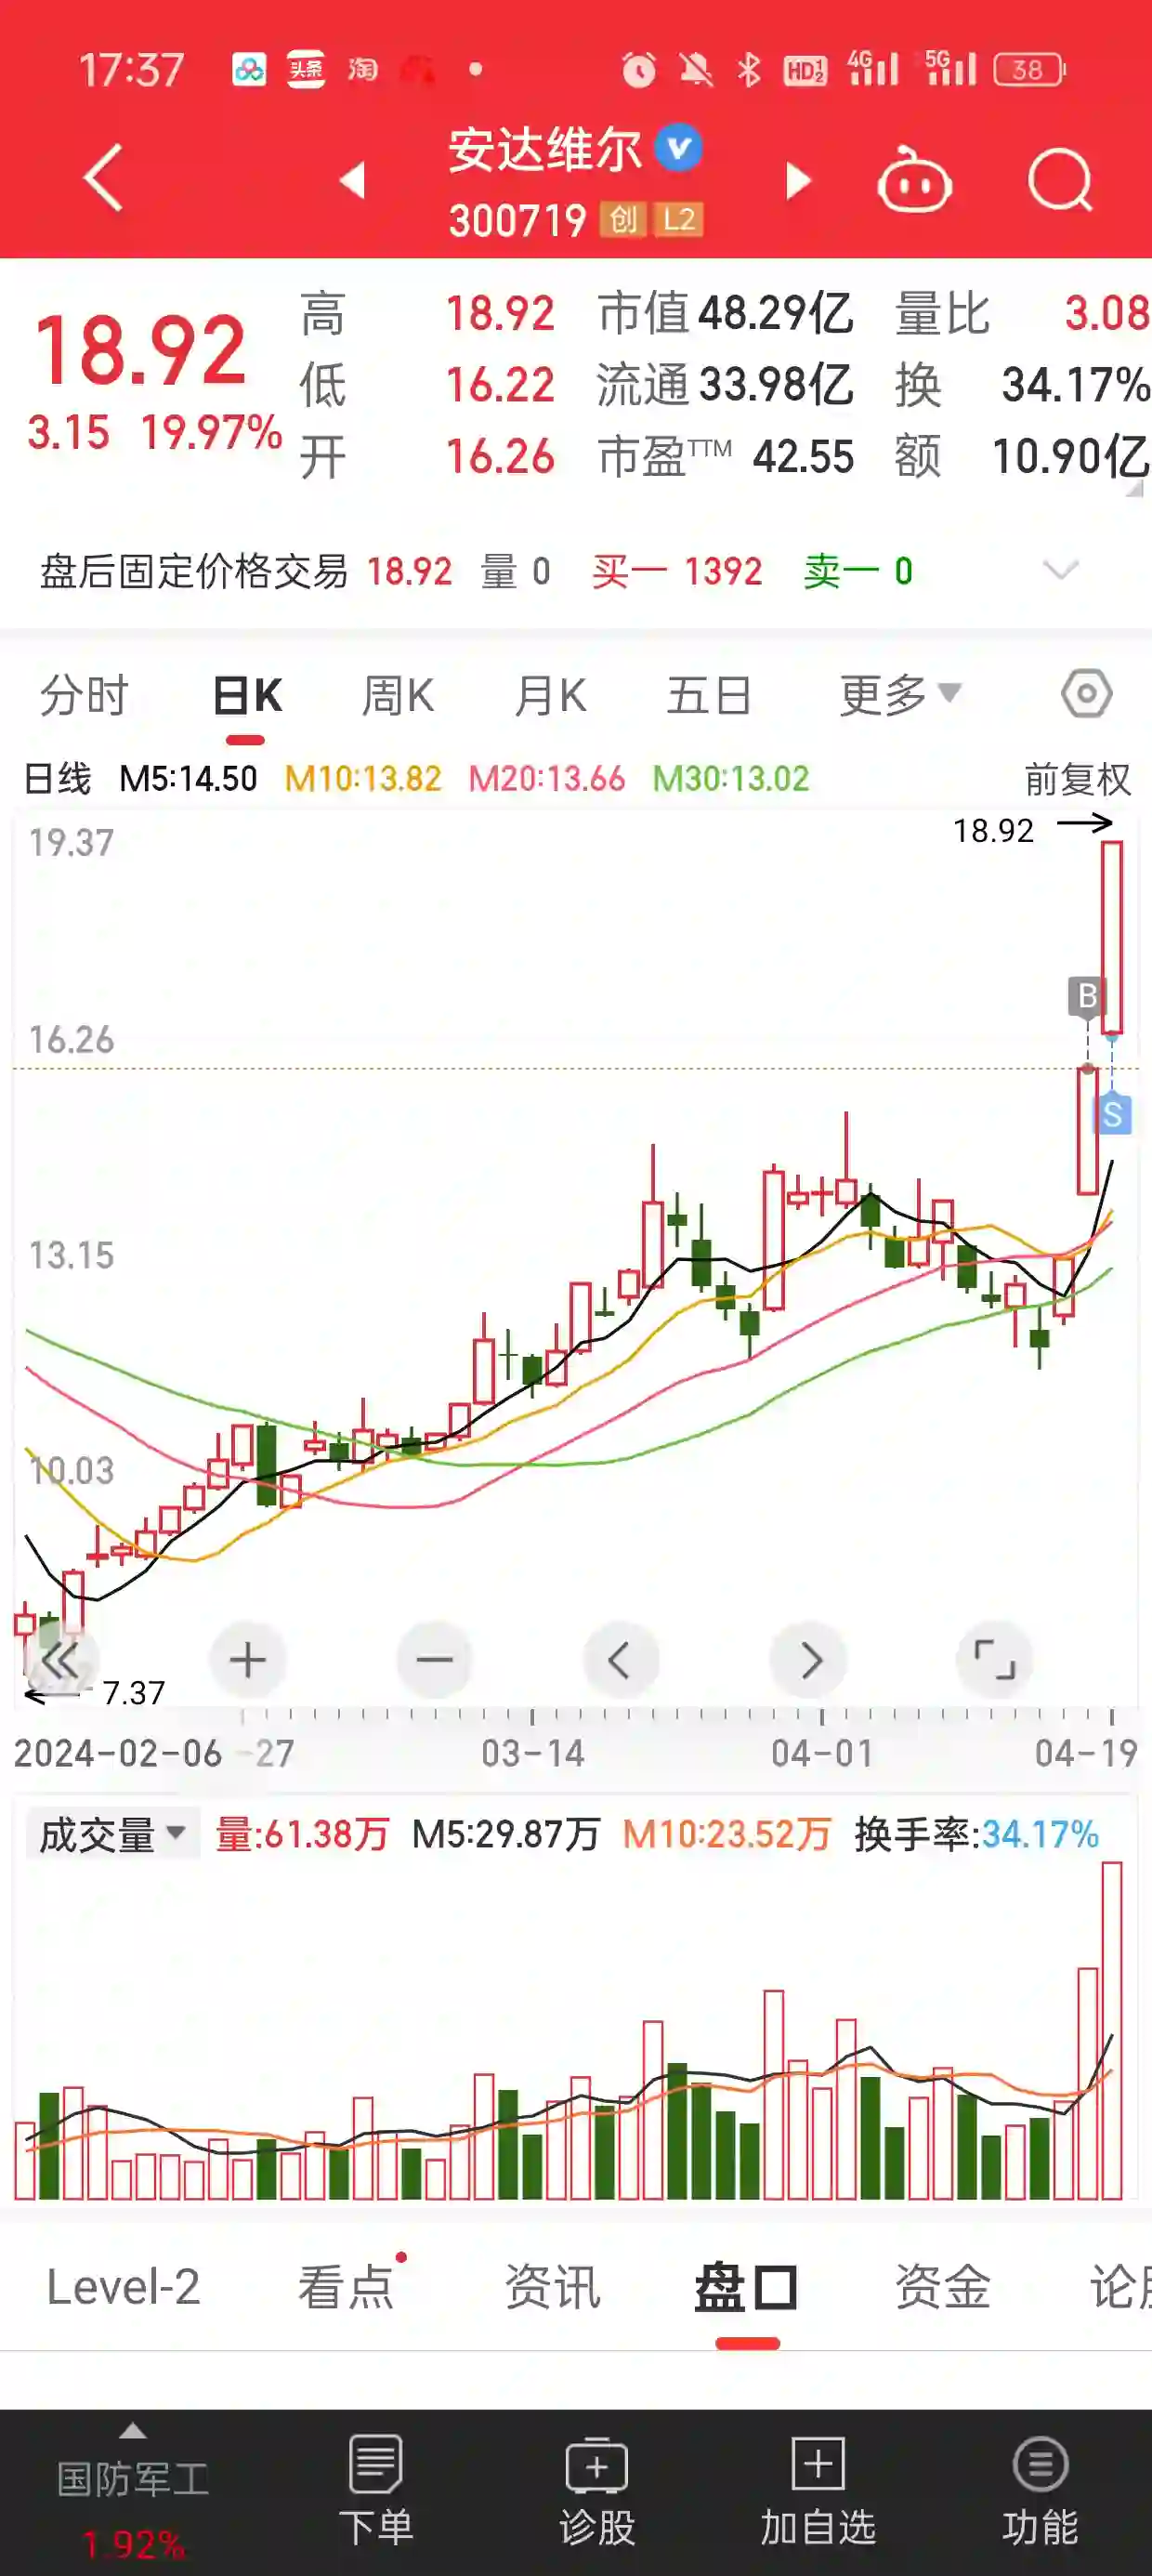 17:37 头条 淘 HD 1 2 4G 5G 38
安达维尔
300719 创 L2
18.92
3.15 19.97%
高 18.92 市值 48.29亿 量比 3.08
低 16.22 流通 33.98亿 换 34.17%
开 16.26 市盈TTM 42.55 额 10.90亿
盘后固定价格交易 18.92 量 0 买一 1392 卖一 0
分时 日K 周K 月K 五日 更多
日线 M5:14.50 M10:13.82 M20:13.66 M30:13.02 前复权
19.37
18.92
B
16.26
S
13.15
10.03
7.37
2024-02-06 -27 03-14 04-01 04-19
成交量 量:61.38万 M5:29.87万 M10:23.52万 换手率:34.17%
Level-2 看点 资讯 盘口 资金 论
国防军工 下单 诊股 加自选 功能
1.92%